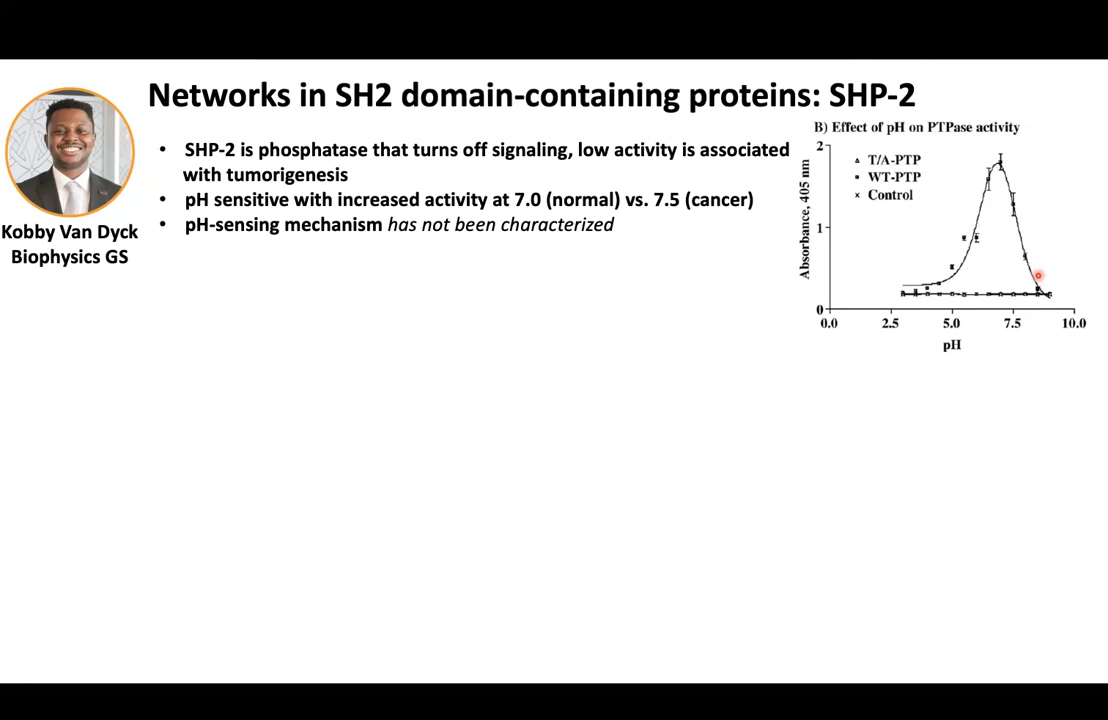 Networks in SH2 domain-containing proteins: SHP-2
Kobby Van Dyck
Biophysics GS
• SHP-2 is phosphatase that turns off signaling, low activity is associated
with tumorigenesis
• pH sensitive with increased activity at 7.0 (normal) vs. 7.5 (cancer)
• pH-sensing mechanism has not been characterized
B) Effect of pH on PTPase activity
T/A-PTP
WT-PTP
Control
Absorbance, 405 nm
2
1
0
0.0 2.5 5.0 7.5 10.0
pH